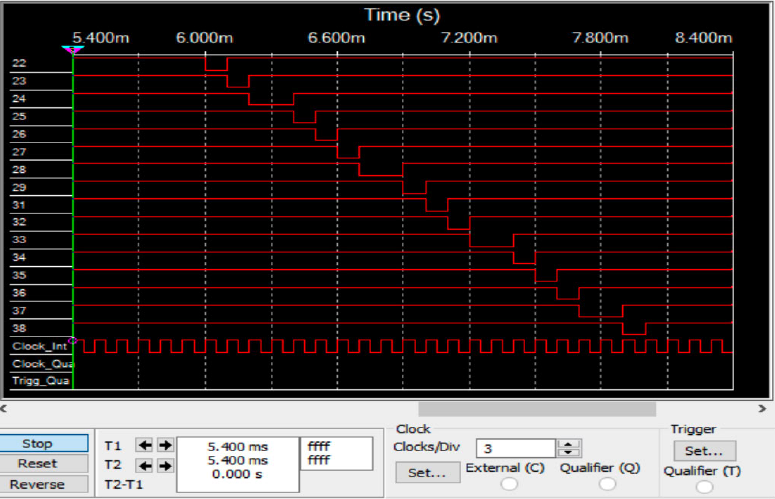 Time (s)
5.400m 6.000m 6.600m 7.200m 7.800m 8.400m
22
23
24
25
26
27
28
29
31
32
33
34
35
36
37
38
Clock_Int
Clock_Qua
Trigg_Qua
Stop
Reset
Reverse
T1
T2
T2-T1
5.400 ms
5.400 ms
0.000 s
ffff
ffff
Clock
Clocks/Div 3
Set... External (C) Qualifier (Q)
Trigger
Set...
Qualifier (T)